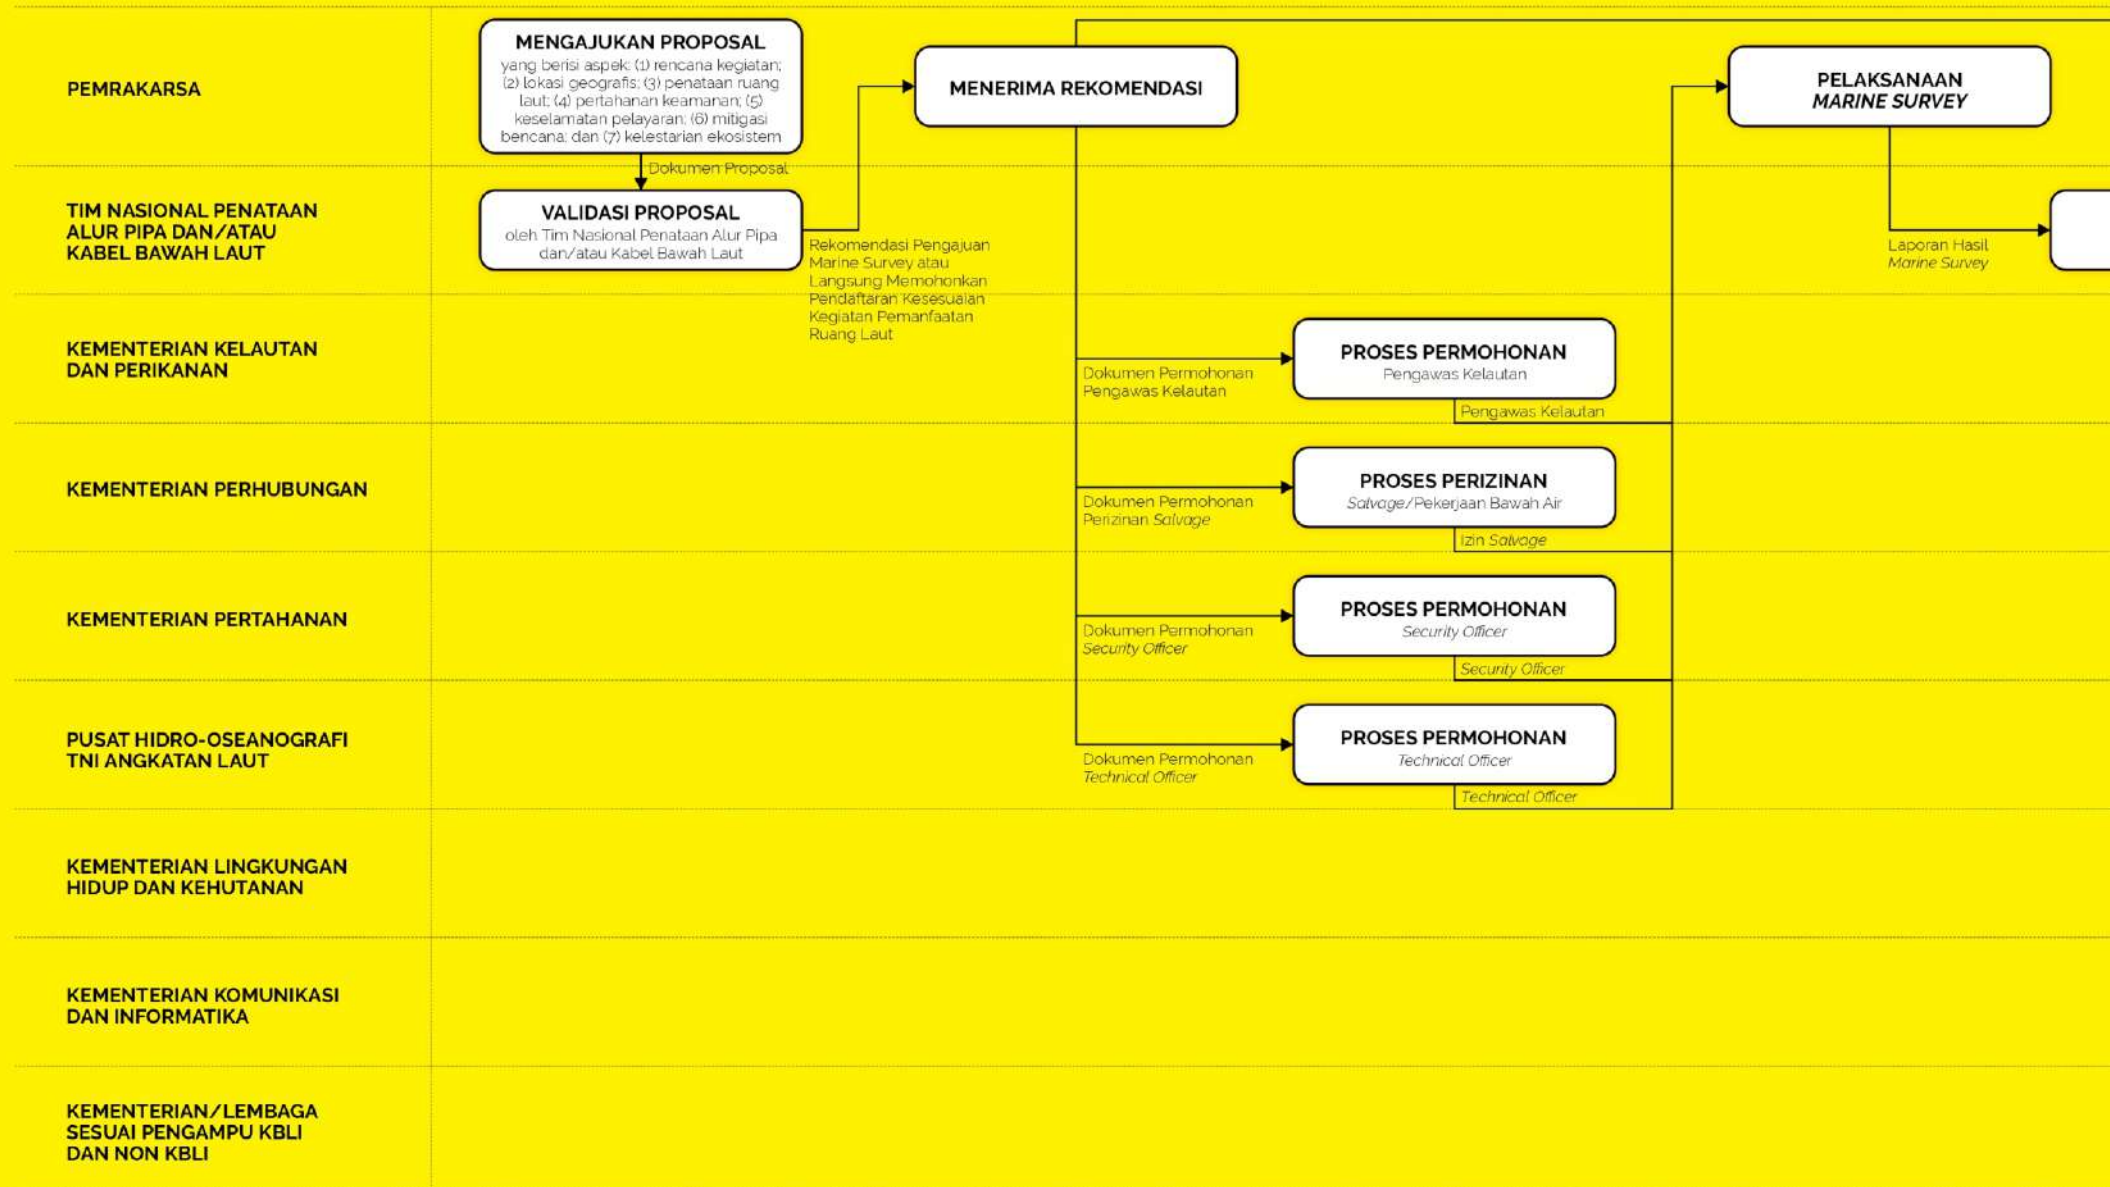 PEMRAKARSA
MENGAJUKAN PROPOSAL
yang berisi aspek: (1) rencana kegiatan;
(2) lokasi geografis; (3) penataan ruang
laut; (4) pertahanan keamanan; (5)
keselamatan pelayaran; (6) mitigasi
bencana; dan (7) kelestarian ekosistem
MENERIMA REKOMENDASI
PELAKSANAAN
MARINE SURVEY
Dokumen Proposal
TIM NASIONAL PENATAAN
ALUR PIPA DAN/ATAU
KABEL BAWAH LAUT
VALIDASI PROPOSAL
oleh Tim Nasional Penataan Alur Pipa
dan/atau Kabel Bawah Laut
Rekomendasi Pengajuan
Marine Survey atau
Langsung Memohonkan
Pendaftaran Kesesuaian
Kegiatan Pemanfaatan
Ruang Laut
Laporan Hasil
Marine Survey
KEMENTERIAN KELAUTAN
DAN PERIKANAN
Dokumen Permohonan
Pengawas Kelautan
PROSES PERMOHONAN
Pengawas Kelautan
Pengawas Kelautan
KEMENTERIAN PERHUBUNGAN
Dokumen Permohonan
Perizinan Salvage
PROSES PERIZINAN
Salvage/Pekerjaan Bawah Air
Izin Salvage
KEMENTERIAN PERTAHANAN
Dokumen Permohonan
Security Officer
PROSES PERMOHONAN
Security Officer
Security Officer
PUSAT HIDRO-OSEANOGRAFI
TNI ANGKATAN LAUT
Dokumen Permohonan
Technical Officer
PROSES PERMOHONAN
Technical Officer
Technical Officer
KEMENTERIAN LINGKUNGAN
HIDUP DAN KEHUTANAN
KEMENTERIAN KOMUNIKASI
DAN INFORMATIKA
KEMENTERIAN/LEMBAGA
SESUAI PENGAMPU KBLI
DAN NON KBLI